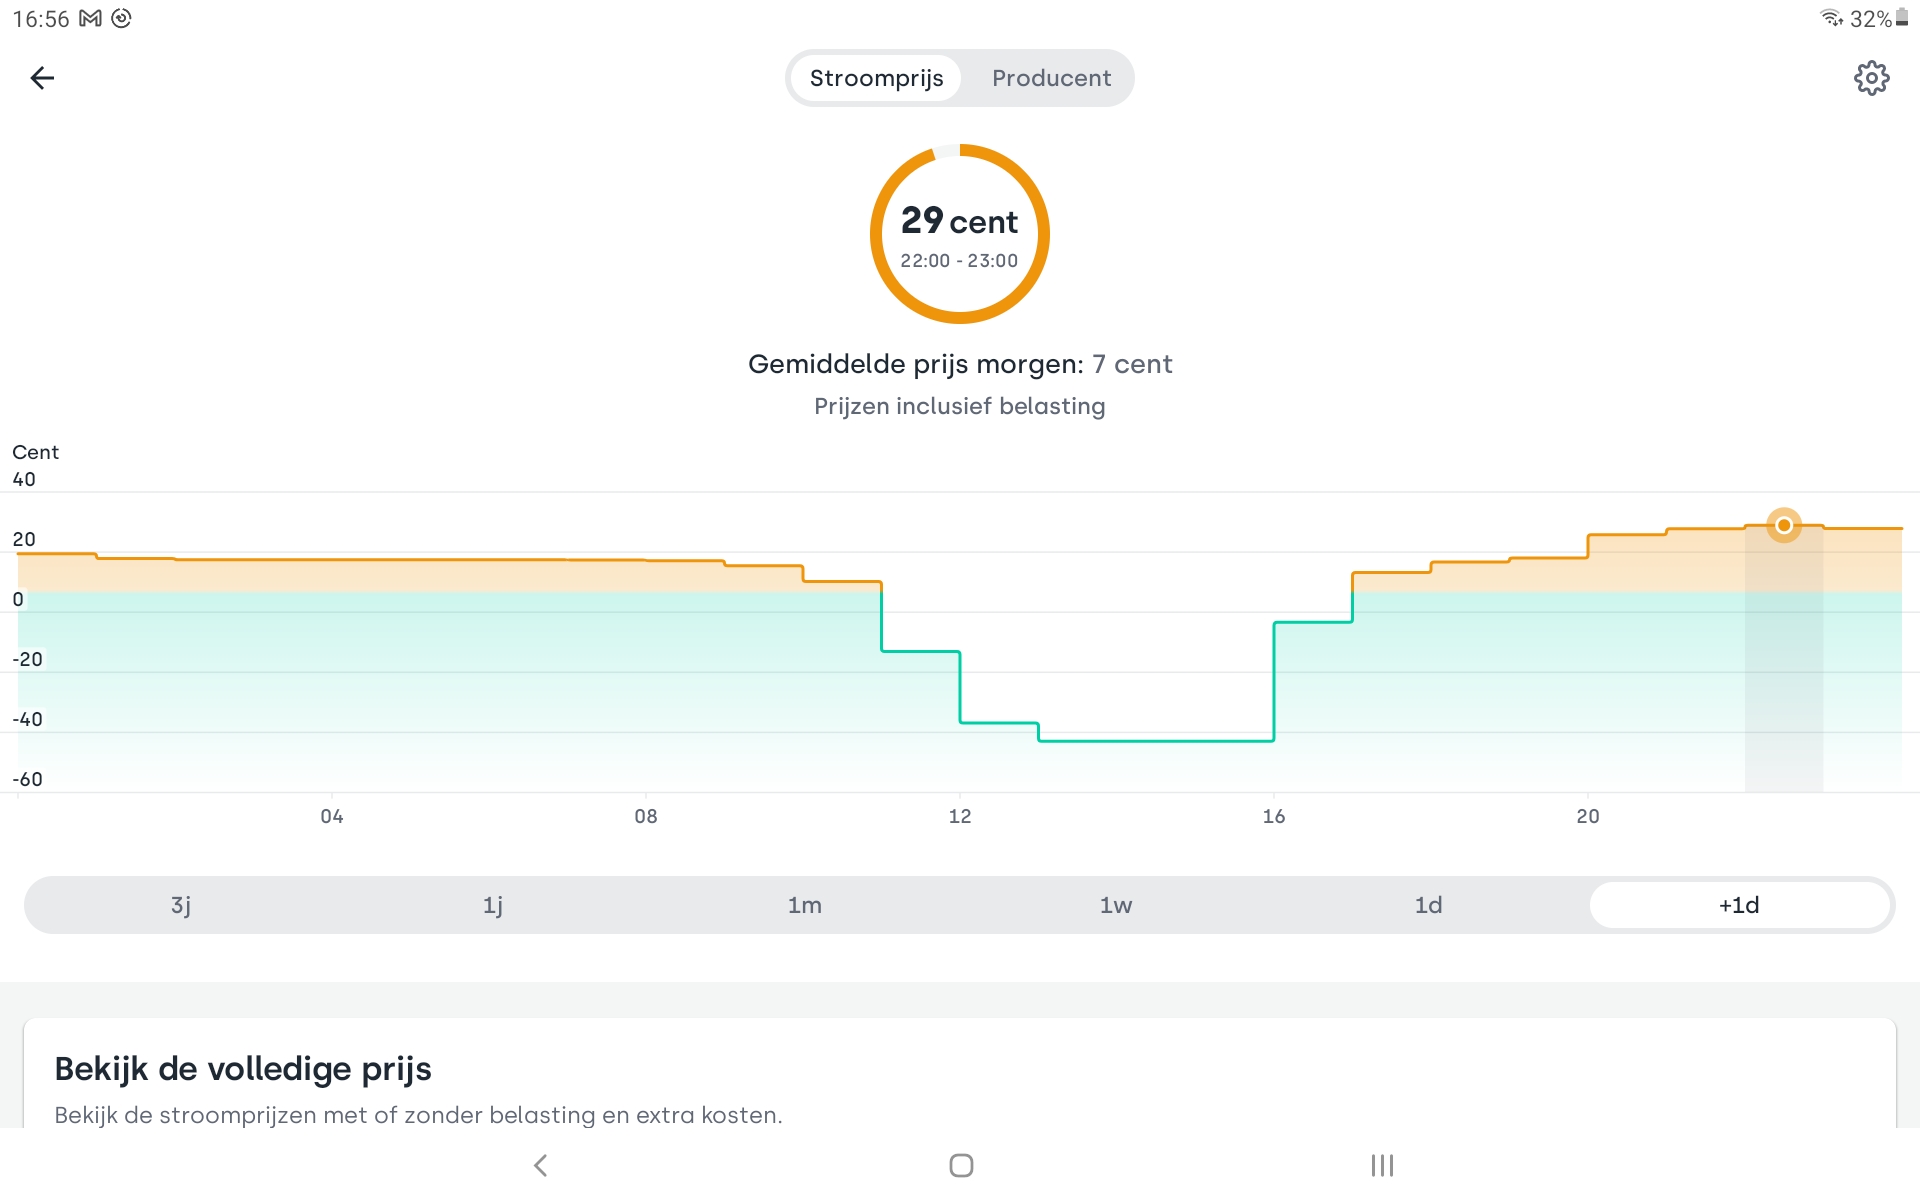 16:56
32%
Stroomprijs
Producent
29 cent
22:00 - 23:00
Gemiddelde prijs morgen: 7 cent
Prijzen inclusief belasting
Cent
40
20
0
-20
-40
-60
04
08
12
16
20
3j
1j
1m
1w
1d
+1d
Bekijk de volledige prijs
Bekijk de stroomprijzen met of zonder belasting en extra kosten.